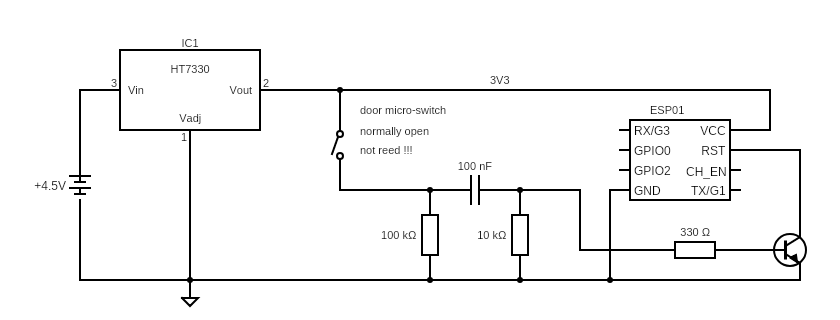 IC1
HT7330
3
Vin
Vout
2
Vadj
1
3V3
+4.5V
door micro-switch
normally open
not reed !!!
100 nF
100 kΩ
10 kΩ
330 Ω
ESP01
RX/G3
VCC
GPIO0
RST
GPIO2
CH_EN
GND
TX/G1